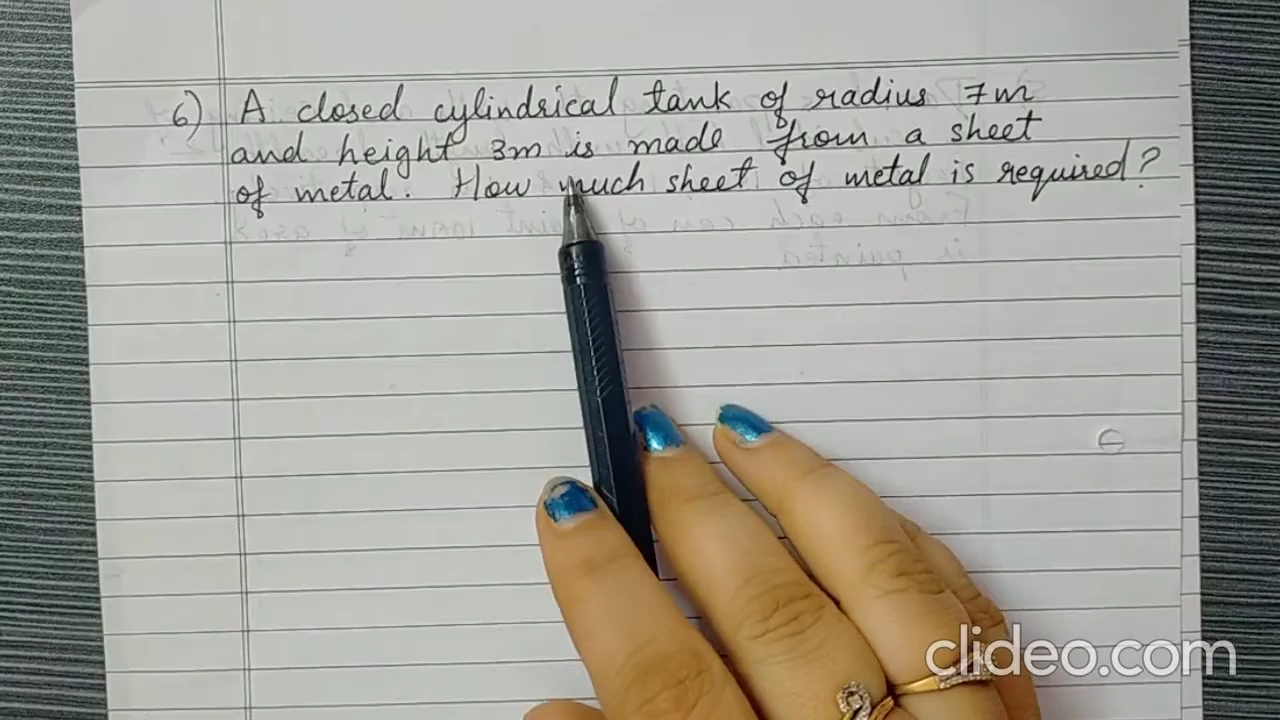 6) A closed cylindrical tank of radius 7m
and height 3m is made from a sheet
of metal. How much sheet of metal is required?
clideo.com